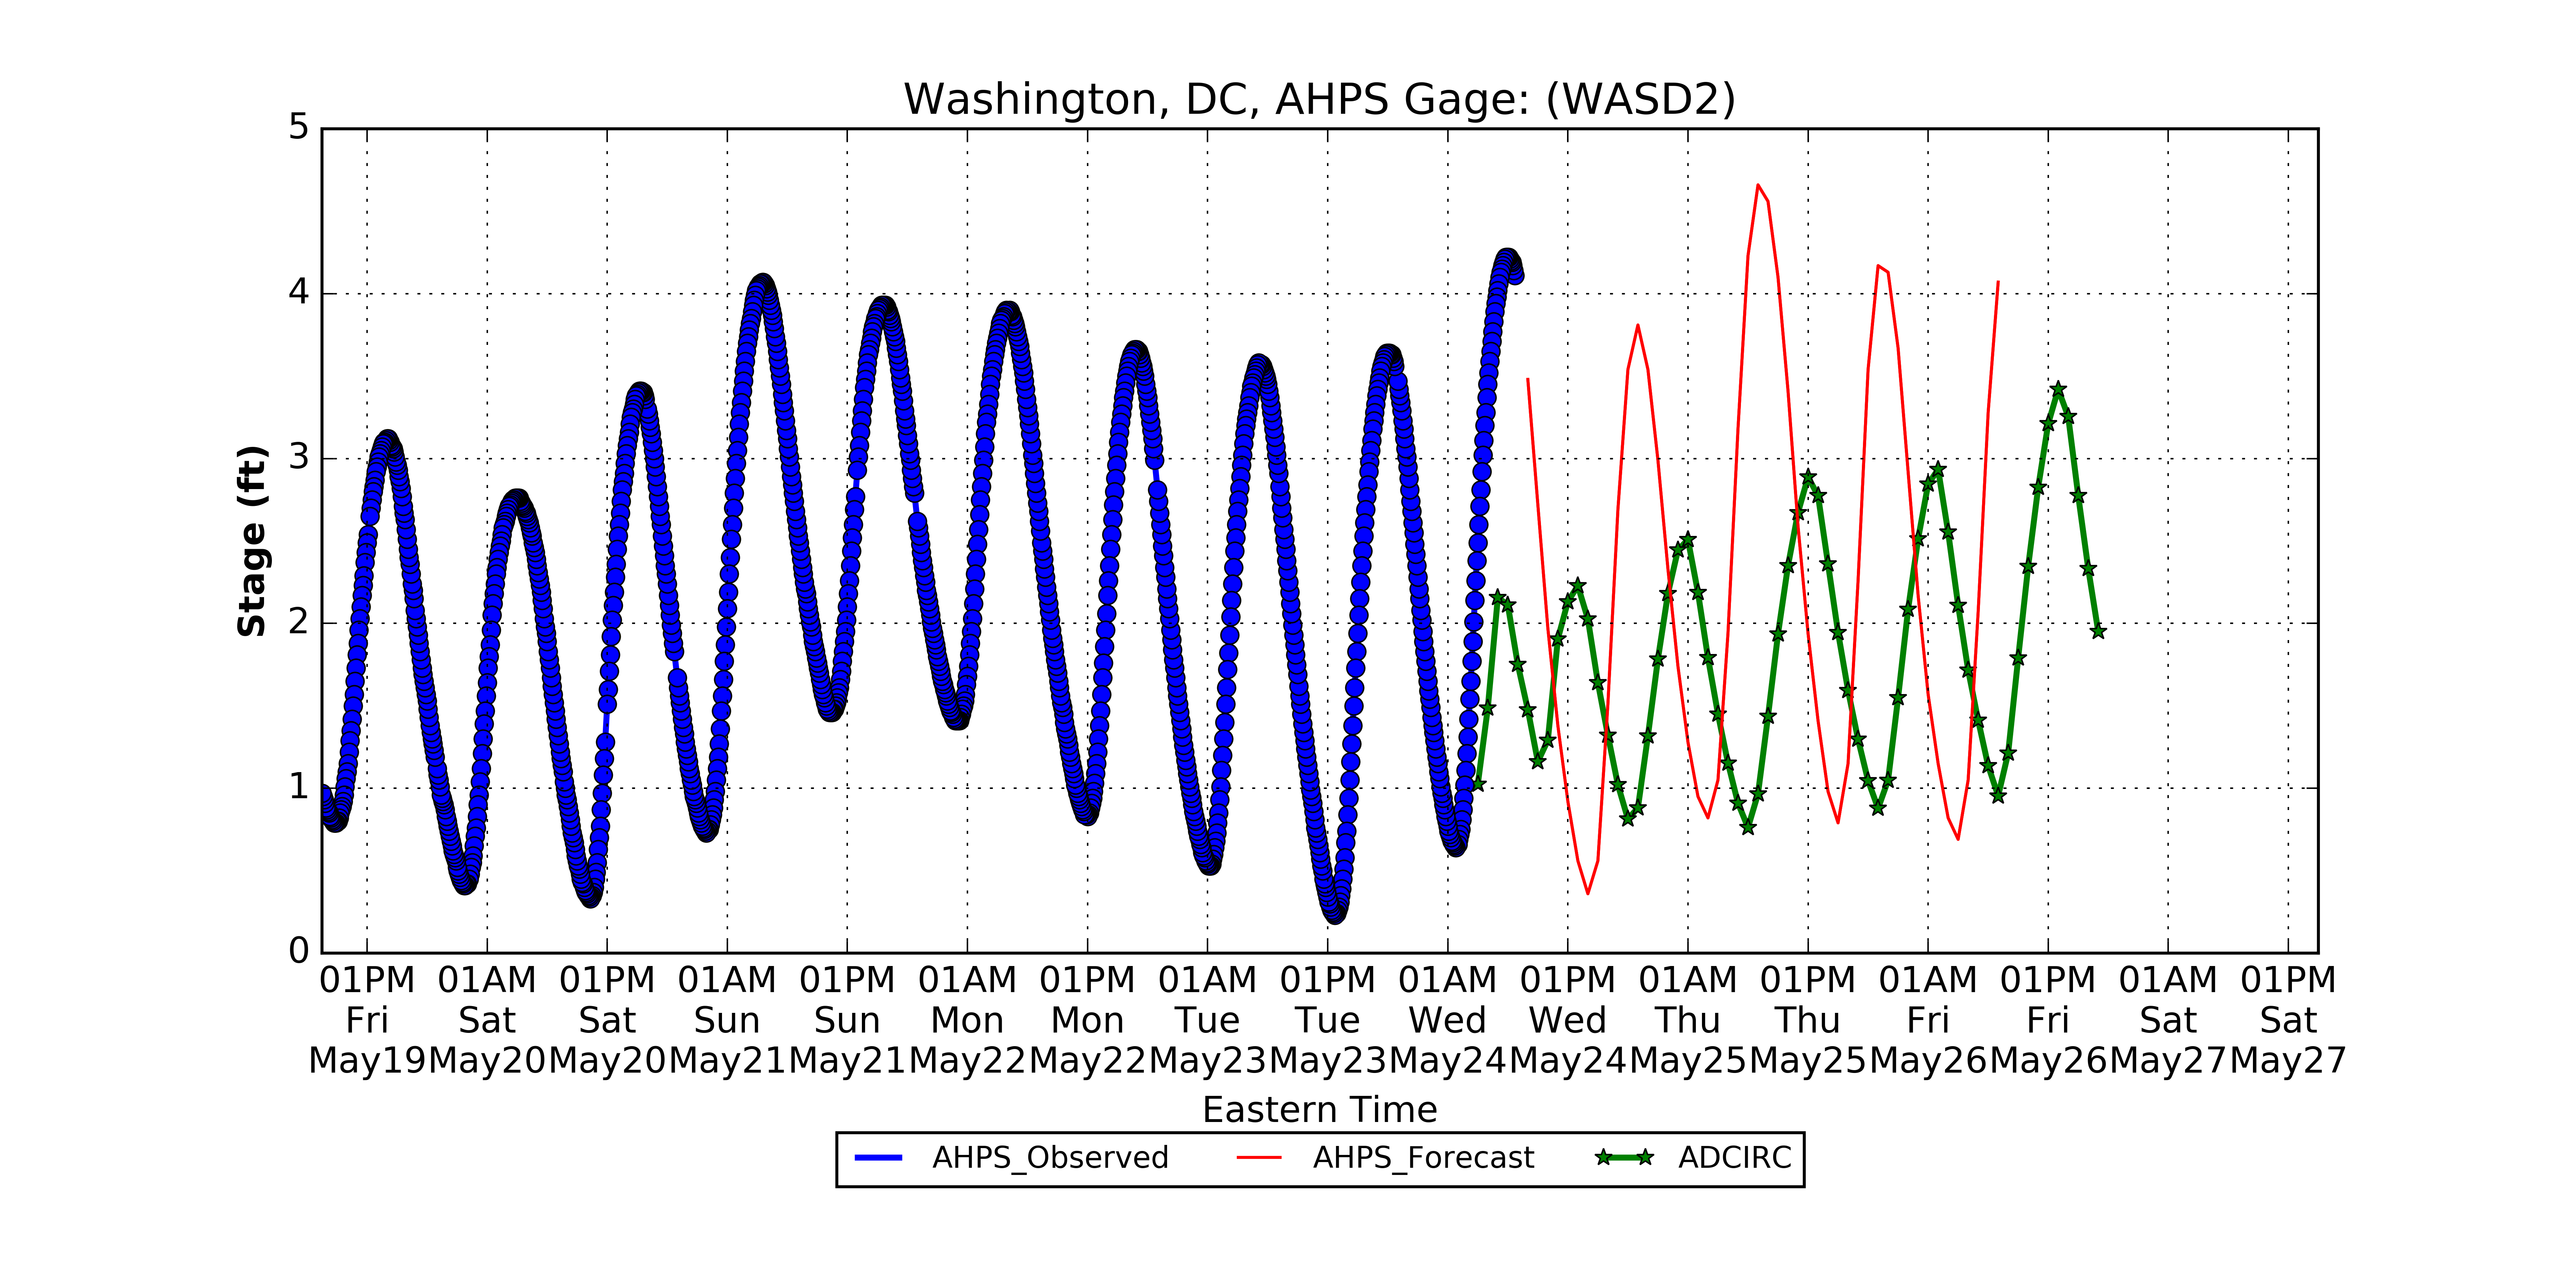 Washington, DC, AHPS Gage: (WASD2)
5
4
3
2
1
0
Stage (ft)
01PM 01AM 01PM 01AM 01PM 01AM 01PM 01AM 01PM 01AM 01PM 01AM 01PM 01AM 01PM 01AM 01PM
Fri Sat Sat Sun Sun Mon Mon Tue Tue Wed Wed Thu Thu Fri Fri Sat Sat
May19 May20 May20 May21 May21 May22 May22 May23 May23 May24 May24 May25 May25 May26 May26 May27 May27
Eastern Time
AHPS_Observed AHPS_Forecast ADCIRC